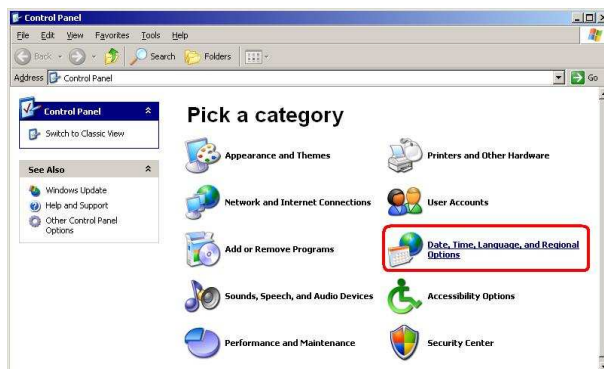 Control Panel
File Edit View Favorites Tools Help
Back Search Folders
Address Control Panel Go
Control Panel
Switch to Classic View
See Also
Windows Update
Help and Support
Other Control Panel
Options
Pick a category
Appearance and Themes
Printers and Other Hardware
Network and Internet Connections
User Accounts
Add or Remove Programs
Date, Time, Language, and Regional
Options
Sounds, Speech, and Audio Devices
Accessibility Options
Performance and Maintenance
Security Center